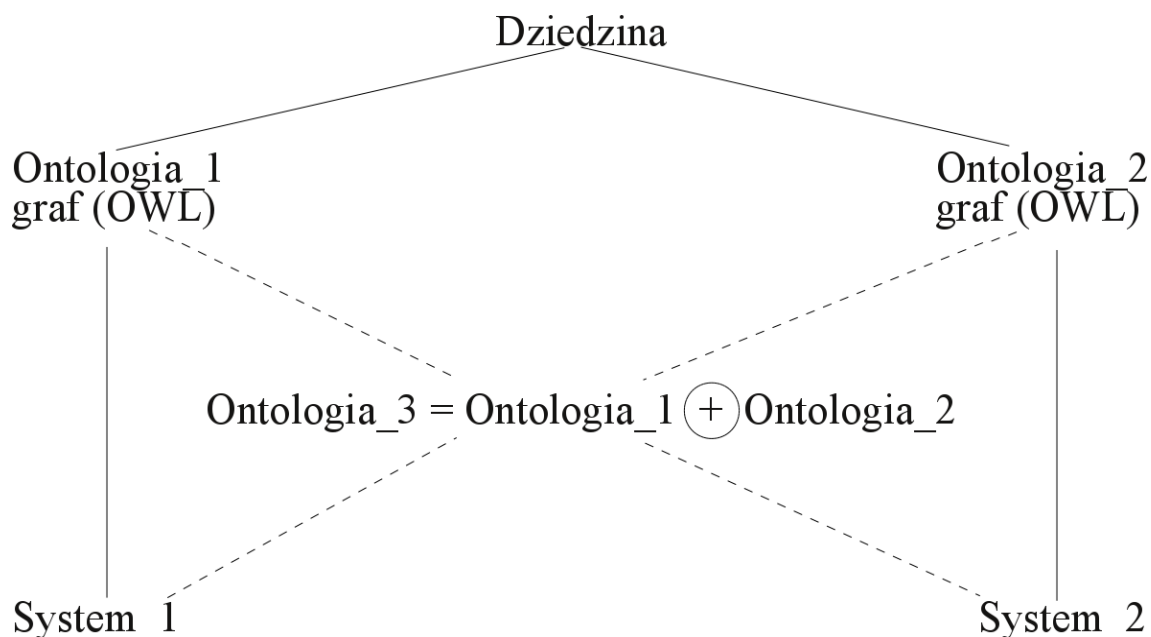 Dziedzina
Ontologia_1
graf (OWL)
Ontologia_2
graf (OWL)
Ontologia_3 = Ontologia_1 + Ontologia_2
System_1
System_2